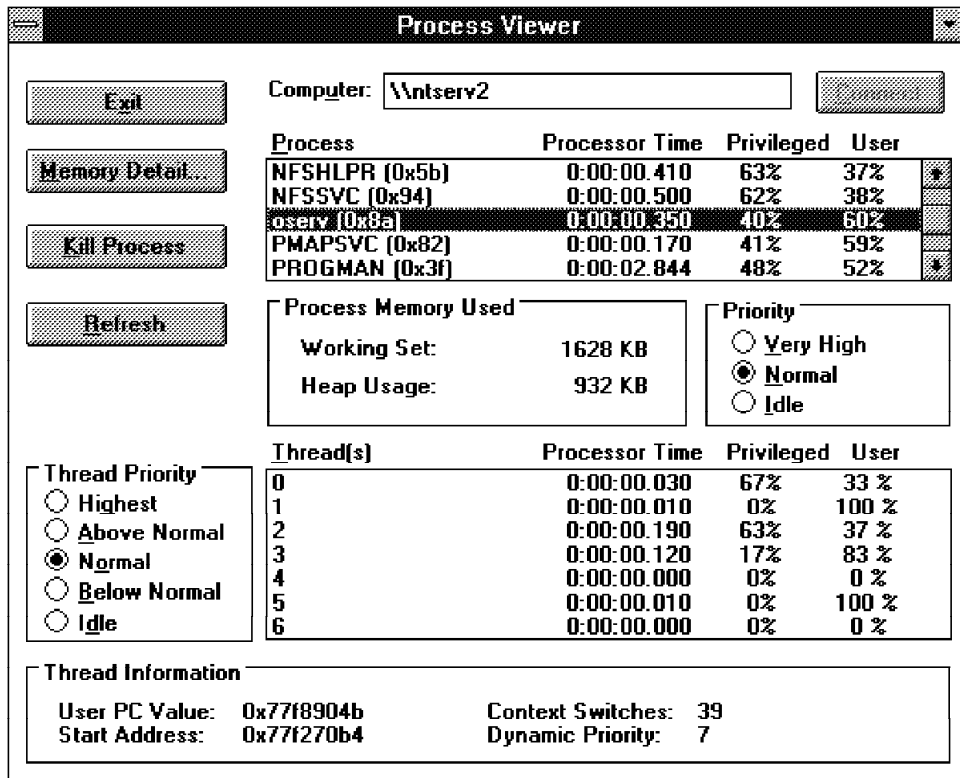 Process Viewer
Exit
Computer: \\ntserv2
Connect
Process Processor Time Privileged User
Memory Detail...
NFSHLPR (0x5b) 0:00:00.410 63% 37%
NFSSVC (0x94) 0:00:00.500 62% 38%
oserv (0x8a) 0:00:00.350 40% 60%
PMAPSVC (0x82) 0:00:00.170 41% 59%
PROGMAN (0x3f) 0:00:02.844 48% 52%
Kill Process
Refresh
Process Memory Used
Working Set: 1628 KB
Heap Usage: 932 KB
Priority
Very High
Normal
Idle
Thread Priority
Highest
Above Normal
Normal
Below Normal
Idle
Thread(s) Processor Time Privileged User
0 0:00:00.030 67% 33 %
1 0:00:00.010 0% 100 %
2 0:00:00.190 63% 37 %
3 0:00:00.120 17% 83 %
4 0:00:00.000 0% 0 %
5 0:00:00.010 0% 100 %
6 0:00:00.000 0% 0 %
Thread Information
User PC Value: 0x77f8904b Context Switches: 39
Start Address: 0x77f270b4 Dynamic Priority: 7